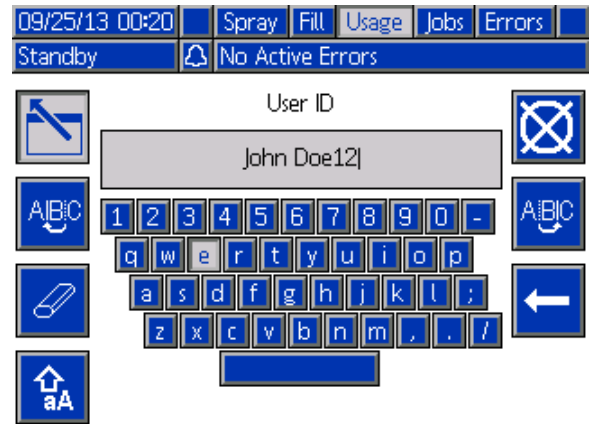 09/25/13 00:20 Spray Fill Usage Jobs Errors
Standby No Active Errors
User ID
John Doe12
ABC ABC
1 2 3 4 5 6 7 8 9 0 -
q w e r t y u i o p
a s d f g h j k l ;
z x c v b n m , . /
aA